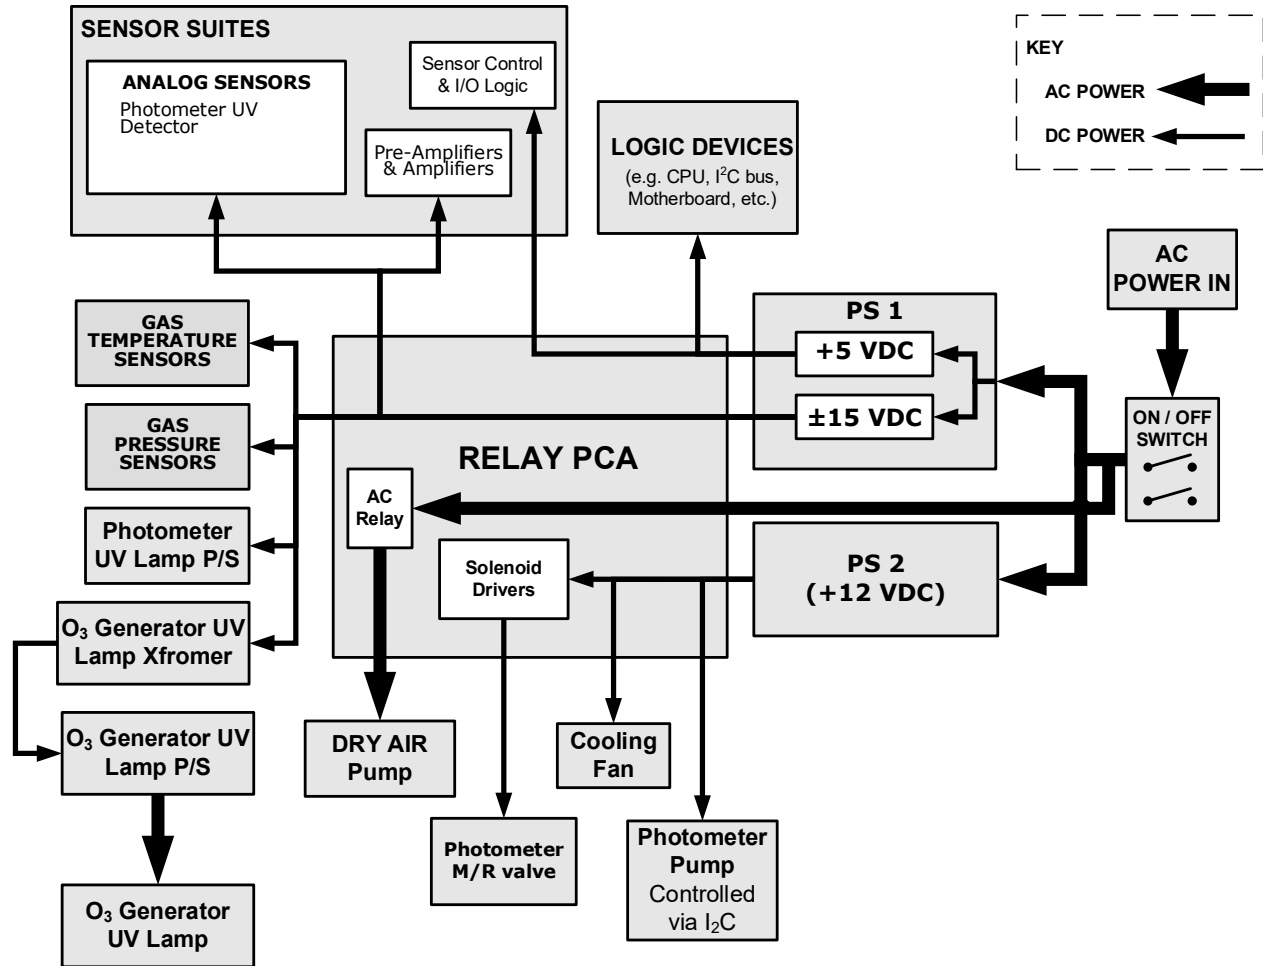 SENSOR SUITES
ANALOG SENSORS
Photometer UV
Detector
Sensor Control
& I/O Logic
Pre-Amplifiers
& Amplifiers
LOGIC DEVICES
(e.g. CPU, I²C bus,
Motherboard, etc.)
KEY
AC POWER
DC POWER
AC
POWER IN
GAS
TEMPERATURE
SENSORS
PS 1
+5 VDC
±15 VDC
ON / OFF
SWITCH
GAS
PRESSURE
SENSORS
RELAY PCA
AC
Relay
Photometer
UV Lamp P/S
Solenoid
Drivers
PS 2
(+12 VDC)
O₃ Generator UV
Lamp Xfromer
O₃ Generator UV
Lamp P/S
DRY AIR
Pump
Cooling
Fan
Photometer
M/R valve
Photometer
Pump
Controlled
via I₂C
O₃ Generator
UV Lamp